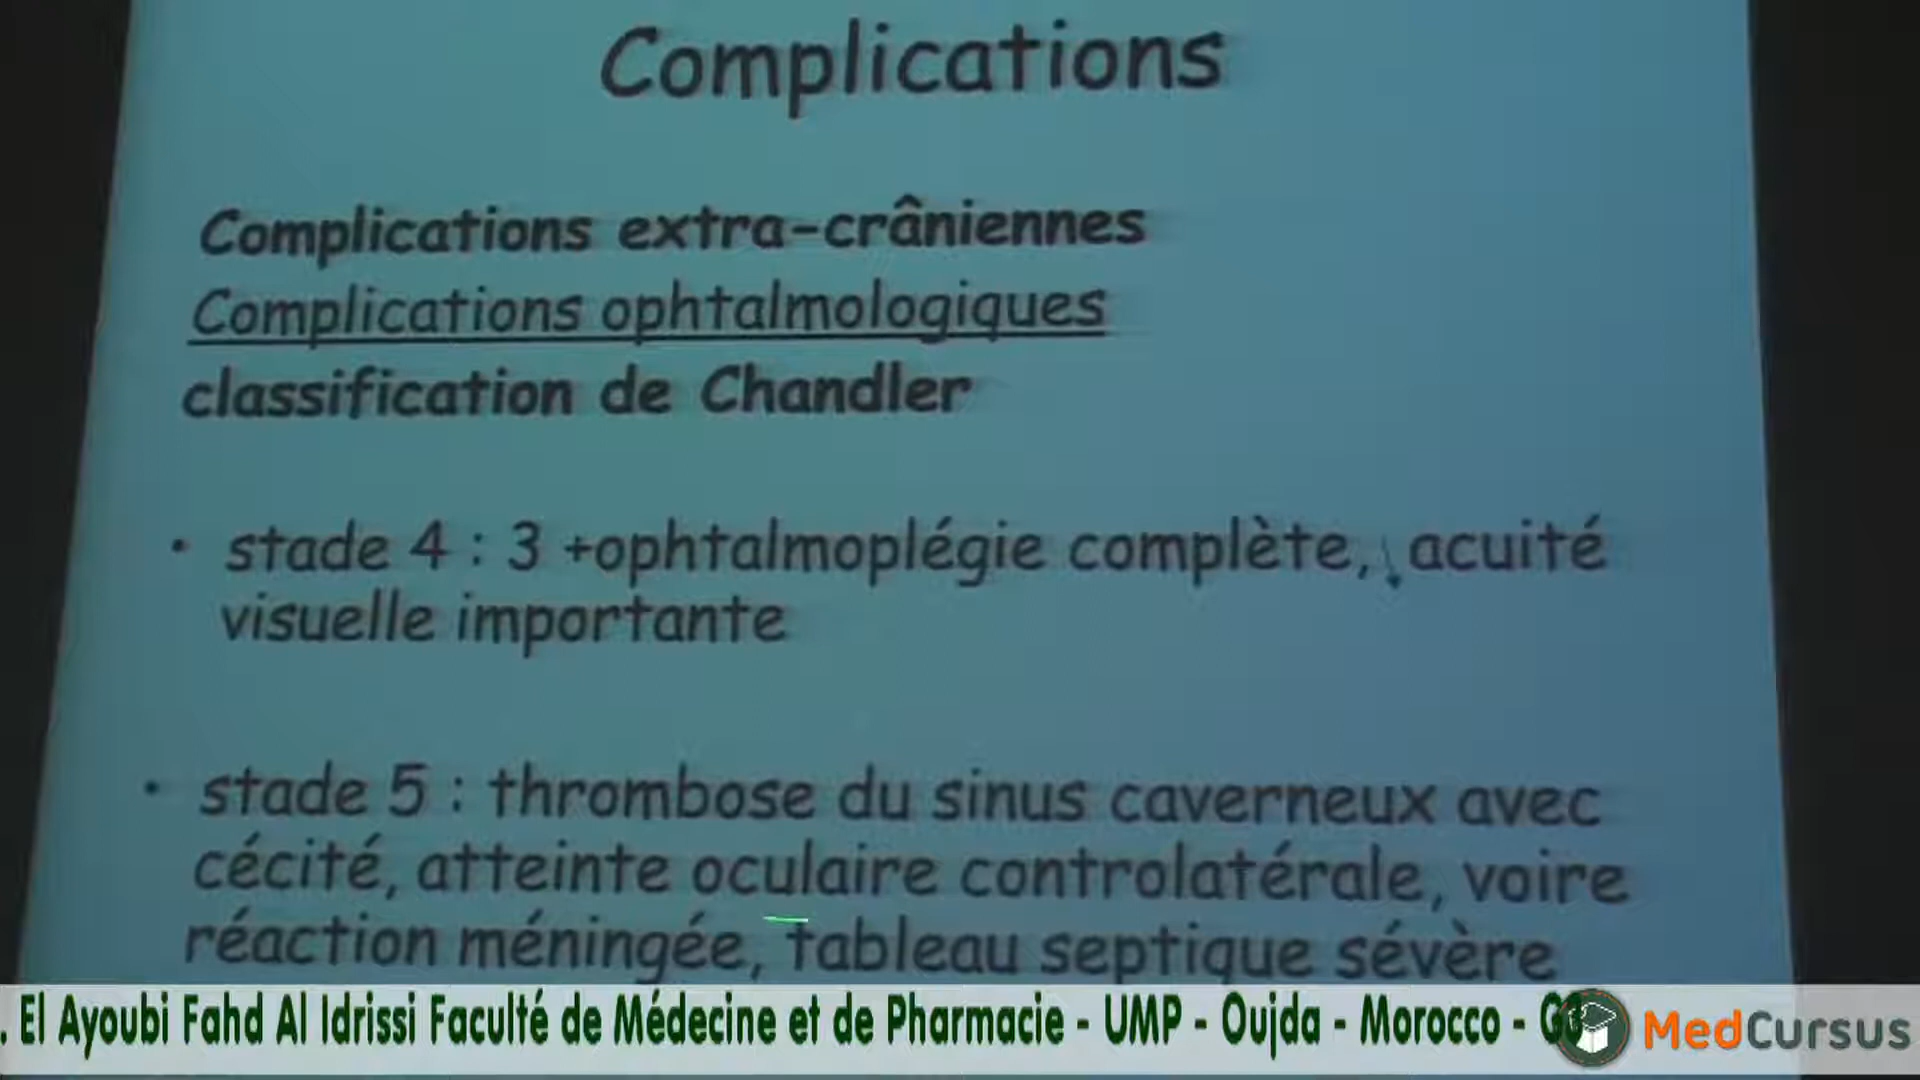 Complications
Complications extra-crâniennes
Complications ophtalmologiques
classification de Chandler
• stade 4 : 3 +ophtalmoplégie complète, ↓ acuité
visuelle importante
• stade 5 : thrombose du sinus caverneux avec
cécité, atteinte oculaire controlatérale, voire
réaction méningée, tableau septique sévère
. El Ayoubi Fahd Al Idrissi Faculté de Médecine et de Pharmacie - UMP - Oujda - Morocco -
MedCursus